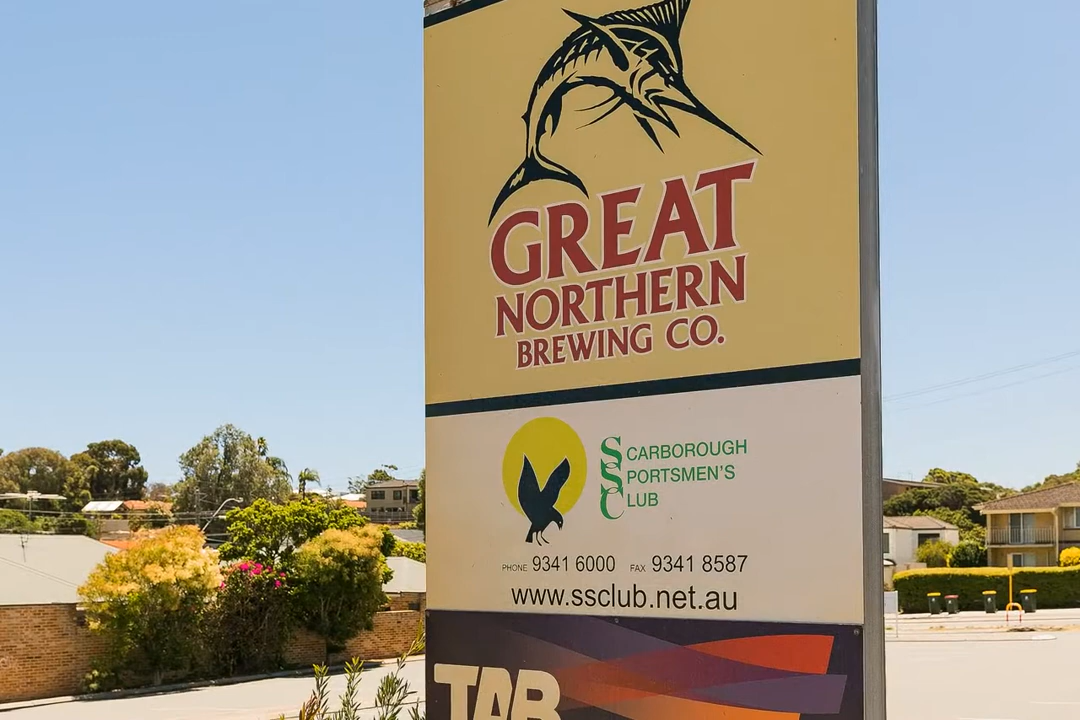 GREAT
NORTHERN
BREWING CO.
SCARBOROUGH
SPORTSMEN'S
CLUB
PHONE 9341 6000 FAX 9341 8587
www.ssclub.net.au
TAB